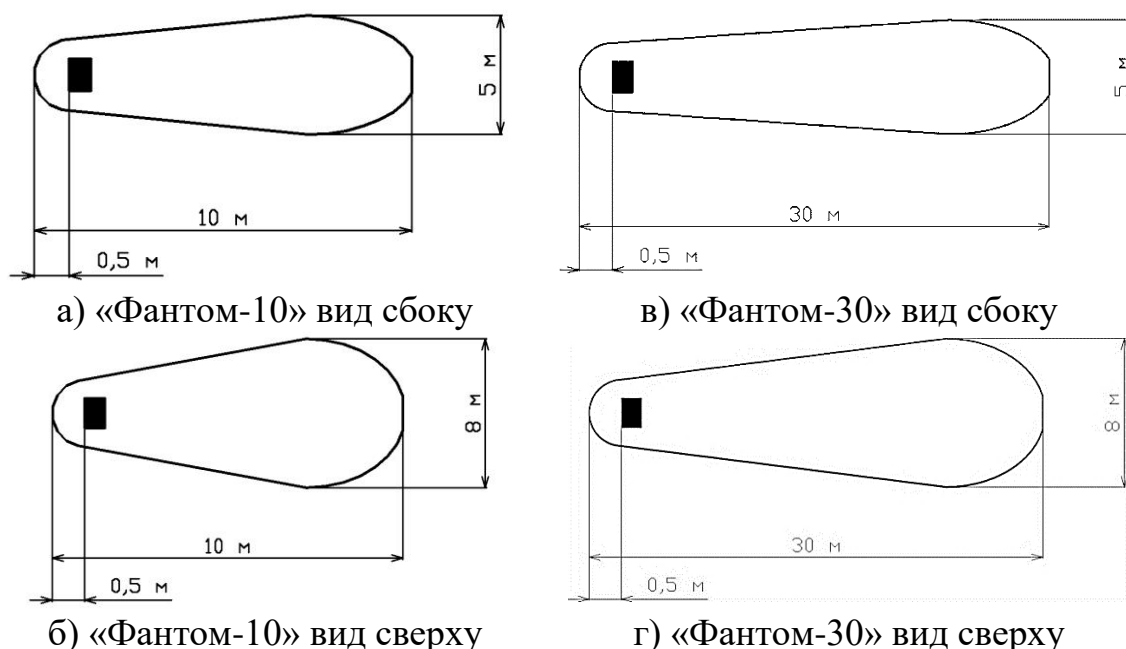 5 м
10 м
0,5 м
а) «Фантом-10» вид сбоку
5 м
30 м
0,5 м
в) «Фантом-30» вид сбоку
8 м
10 м
0,5 м
б) «Фантом-10» вид сверху
8 м
30 м
0,5 м
г) «Фантом-30» вид сверху